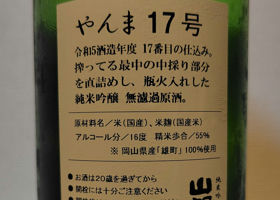 やんま 17号
令和5酒造年度 17番目の仕込み。
搾ってる最中の中採り部分
を直詰めし、瓶火入れした
純米吟醸 無濾過原酒。
原材料名／米(国産)、米麹(国産米)
アルコール分／16度 精米歩合／55%
※ 岡山県産「雄町」100%使用
●お酒は20歳を過ぎてから
●開栓には十分ご注意ください
純米吟